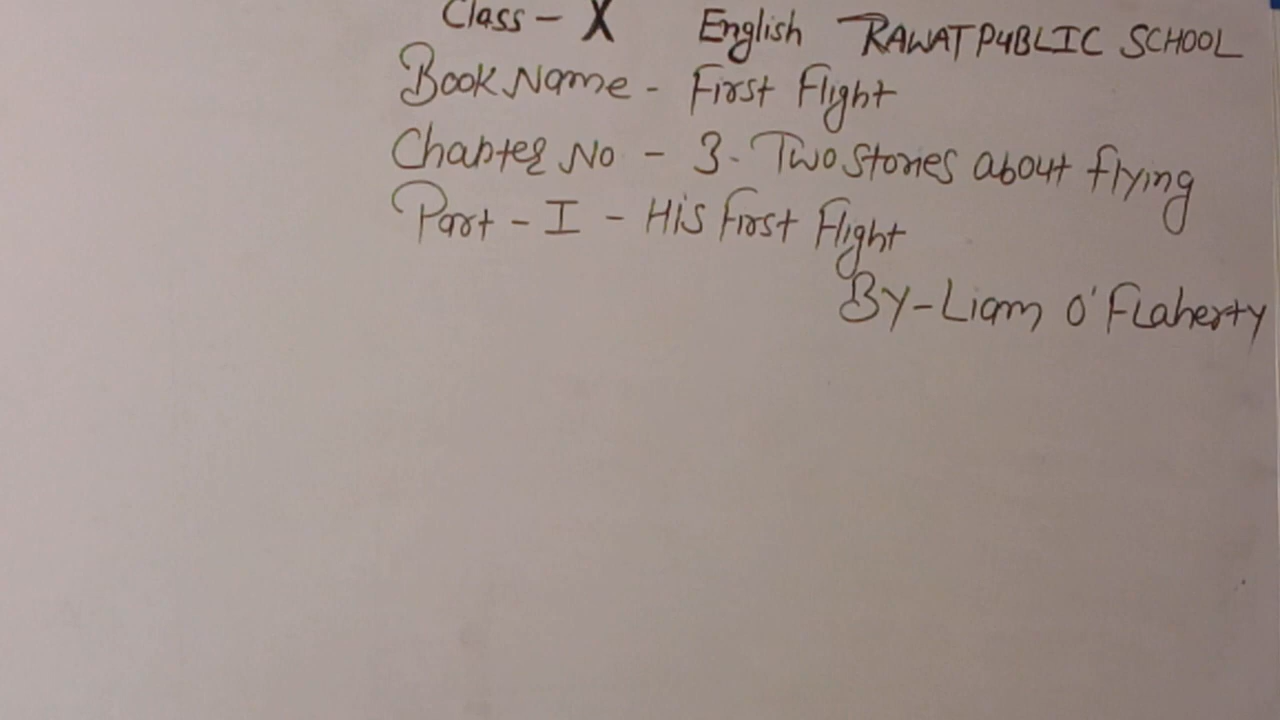 Class - X English RAWAT PUBLIC SCHOOL
Book Name - First Flight
Chapter No - 3. Two Stories about flying
Part - I - His First Flight
By - Liam O'Flaherty